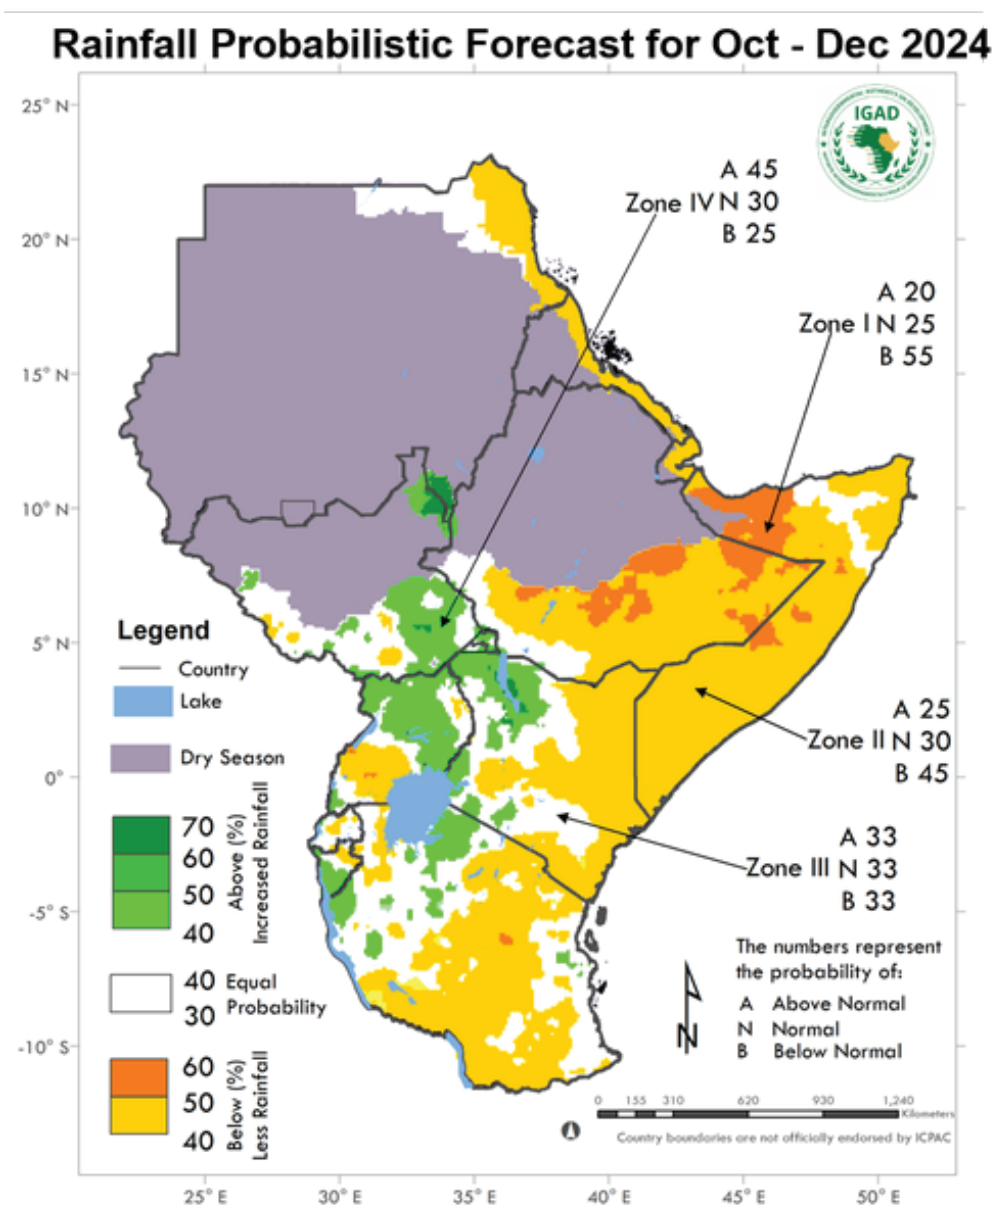 Rainfall Probabilistic Forecast for Oct - Dec 2024
25° N
20° N
15° N
10° N
5° N
0°
-5° S
-10° S
IGAD
A 45
Zone IV N 30
B 25
A 20
Zone I N 25
B 55
A 25
Zone II N 30
B 45
A 33
Zone III N 33
B 33
Legend
Country
Lake
Dry Season
70
60
50
40
Above (%)
Increased Rainfall
40
30
Equal
Probability
60
50
40
Below (%)
Less Rainfall
The numbers represent
the probability of:
A Above Normal
N Normal
B Below Normal
N
0 155 310 620 930 1,240
Kilometers
Country boundaries are not officially endorsed by ICPAC
25° E 30° E 35° E 40° E 45° E 50° E